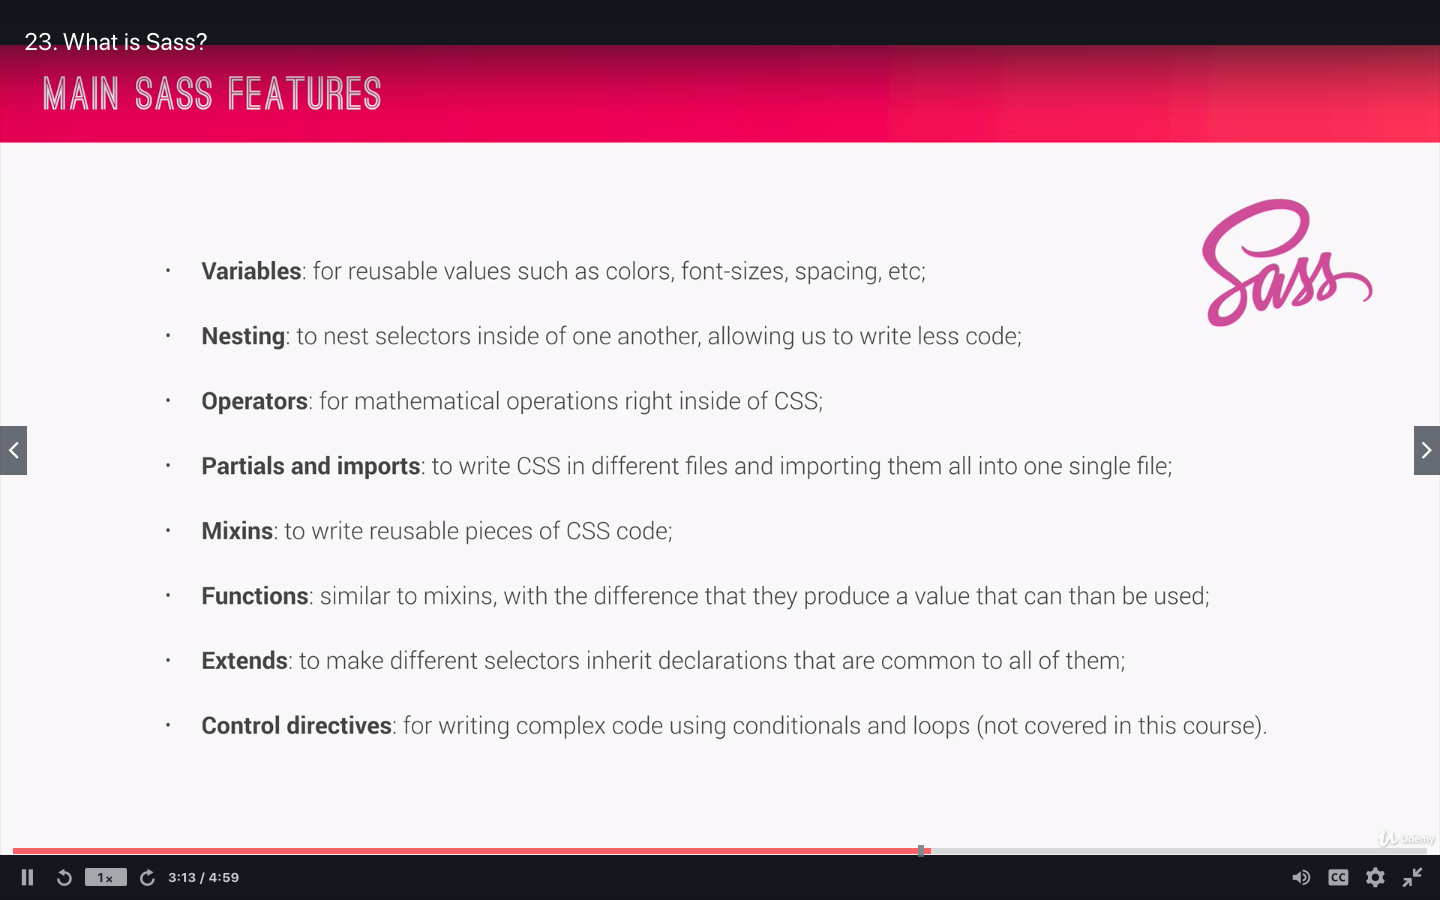 23. What is Sass?
MAIN SASS FEATURES
Sass
• Variables: for reusable values such as colors, font-sizes, spacing, etc;
• Nesting: to nest selectors inside of one another, allowing us to write less code;
• Operators: for mathematical operations right inside of CSS;
• Partials and imports: to write CSS in different files and importing them all into one single file;
• Mixins: to write reusable pieces of CSS code;
• Functions: similar to mixins, with the difference that they produce a value that can than be used;
• Extends: to make different selectors inherit declarations that are common to all of them;
• Control directives: for writing complex code using conditionals and loops (not covered in this course).
Udemy
1x
3:13 / 4:59
CC